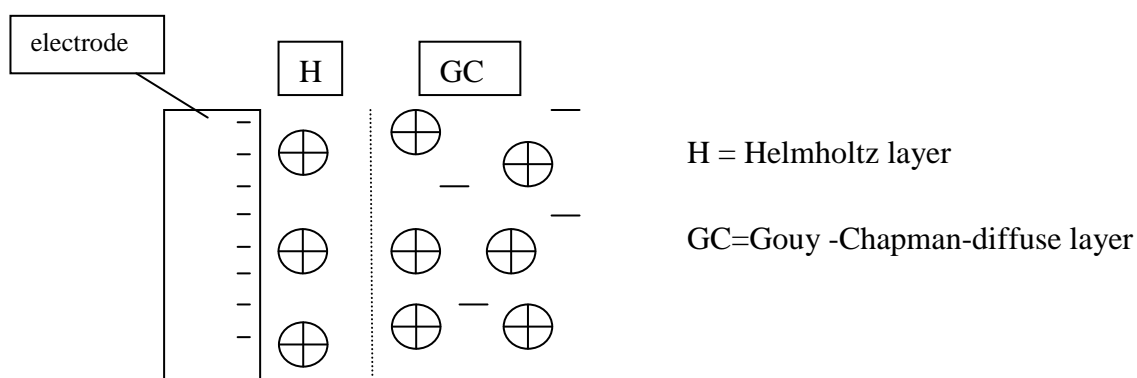 electrode
H
GC
H = Helmholtz layer
GC=Gouy -Chapman-diffuse layer